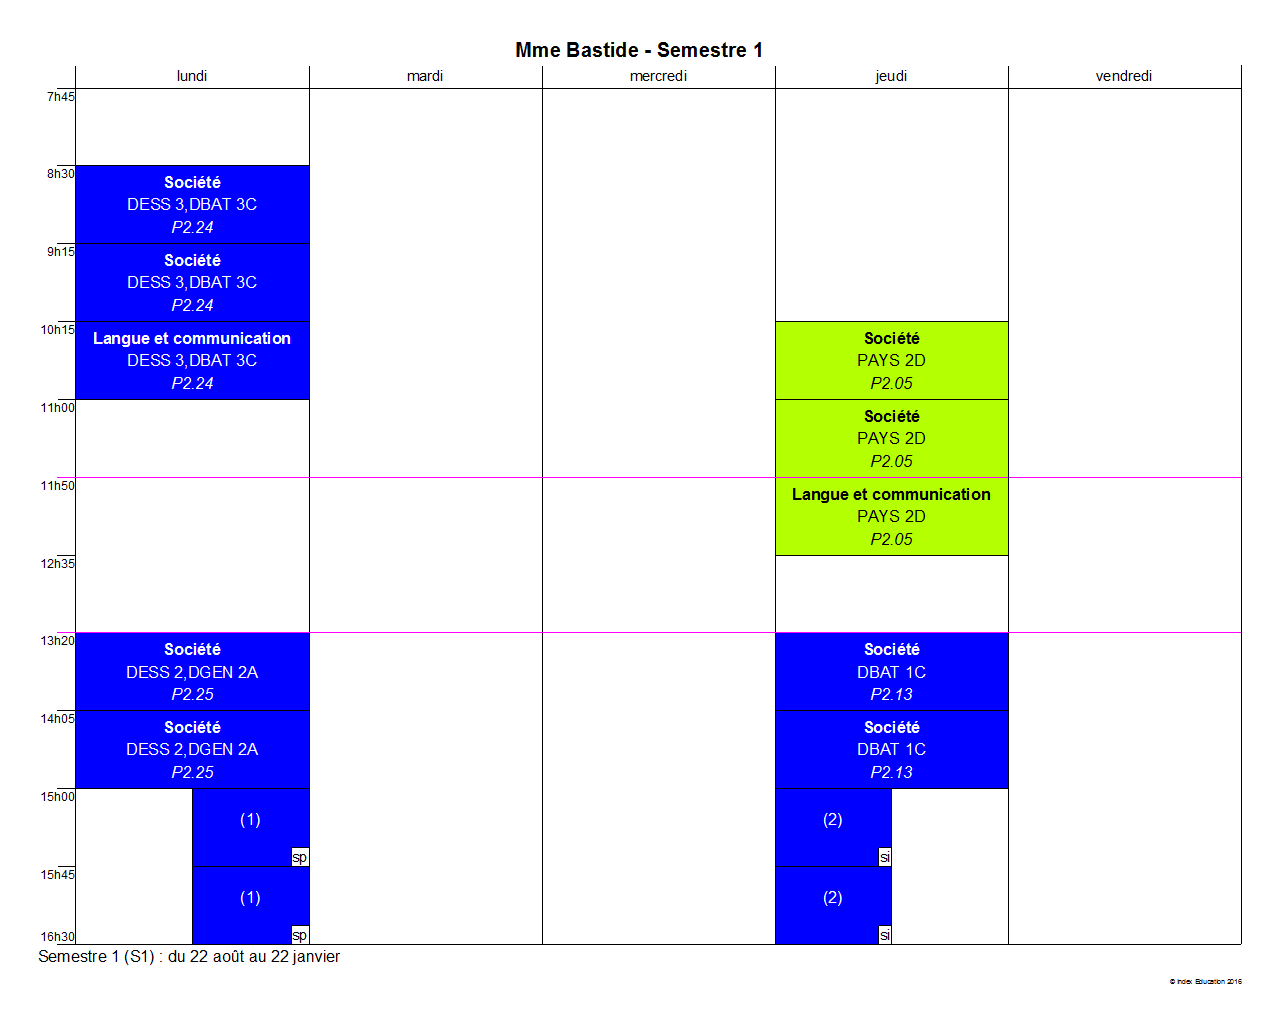 Mme Bastide - Semestre 1
lundi
mardi
mercredi
jeudi
vendredi
7h45
8h30
Société
DESS 3,DBAT 3C
P2.24
9h15
Société
DESS 3,DBAT 3C
P2.24
10h15
Langue et communication
DESS 3,DBAT 3C
P2.24
Société
PAYS 2D
P2.05
11h00
Société
PAYS 2D
P2.05
11h50
Langue et communication
PAYS 2D
P2.05
12h35
13h20
Société
DESS 2,DGEN 2A
P2.25
Société
DBAT 1C
P2.13
14h05
Société
DESS 2,DGEN 2A
P2.25
Société
DBAT 1C
P2.13
15h00
(1)
sp
(2)
si
15h45
(1)
sp
(2)
si
16h30
Semestre 1 (S1) : du 22 août au 22 janvier
© Index Education 2016